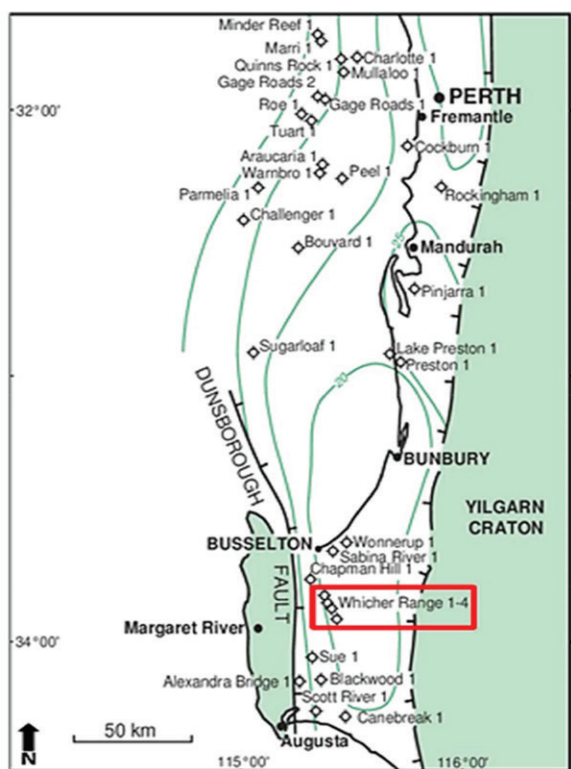 Minder Reef 1
Marri 1
Quinns Rock 1
Charlotte 1
Mullaloo 1
Gage Roads 2
PERTH
Roe 1
Gage Roads 1
32°00'
Fremantle
Tuart 1
Cockburn 1
Araucaria 1
Warnbro 1
Peel 1
Parmelia 1
Rockingham 1
Challenger 1
25
Bouvard 1
Mandurah
Pinjarra 1
Sugarloaf 1
Lake Preston 1
Preston 1
20
DUNSBOROUGH
BUNBURY
YILGARN
CRATON
Wonnerup 1
BUSSELTON
Sabina River 1
Chapman Hill 1
FAULT
Whicher Range 1-4
Margaret River
34°00'
Sue 1
Alexandra Bridge 1
Blackwood 1
Scott River 1
Canebreak 1
50 km
Augusta
N
115°00'
116°00'